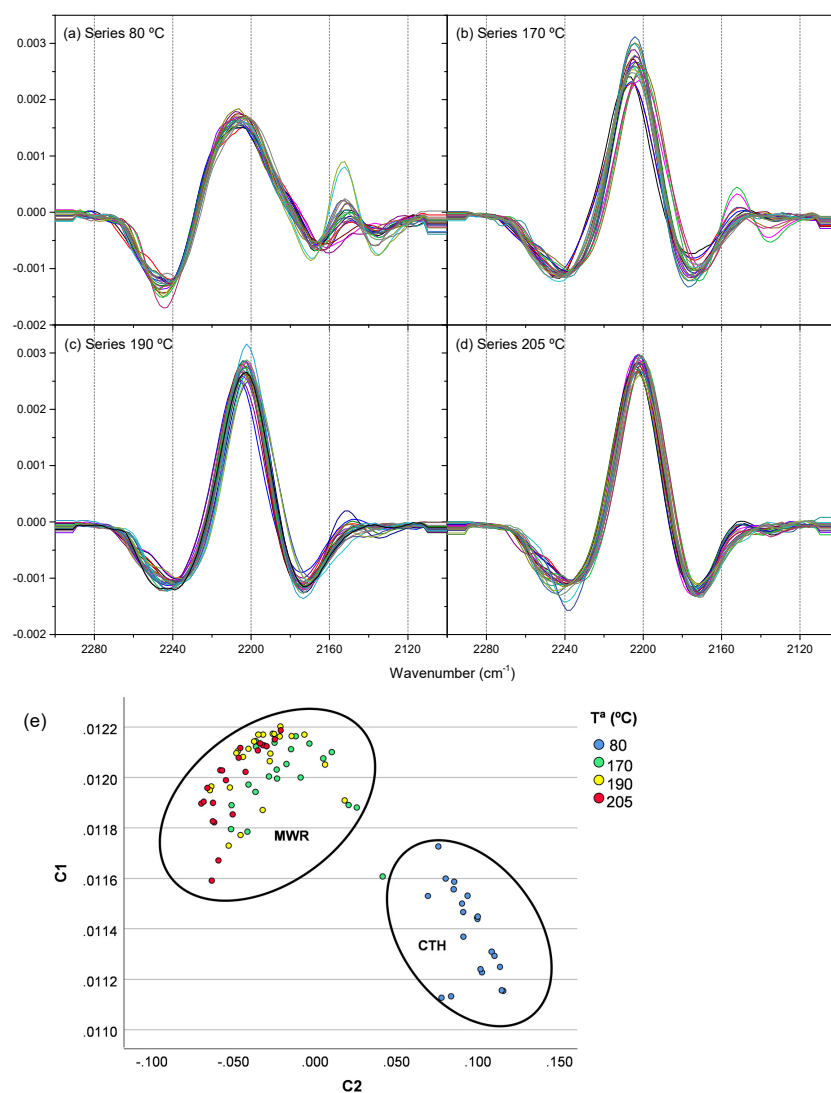 (a) Series 80 ºC
(b) Series 170 ºC
0.003
0.002
0.001
0.000
-0.001
-0.002
(c) Series 190 ºC
(d) Series 205 ºC
0.003
0.002
0.001
0.000
-0.001
-0.002
2280 2240 2200 2160 2120 2280 2240 2200 2160 2120
Wavenumber (cm-1)
(e)
Tª (ºC)
80
170
190
205
.0122
.0120
.0118
.0116
.0114
.0112
.0110
C1
MWR
CTH
-.100 -.050 .000 .050 .100 .150
C2